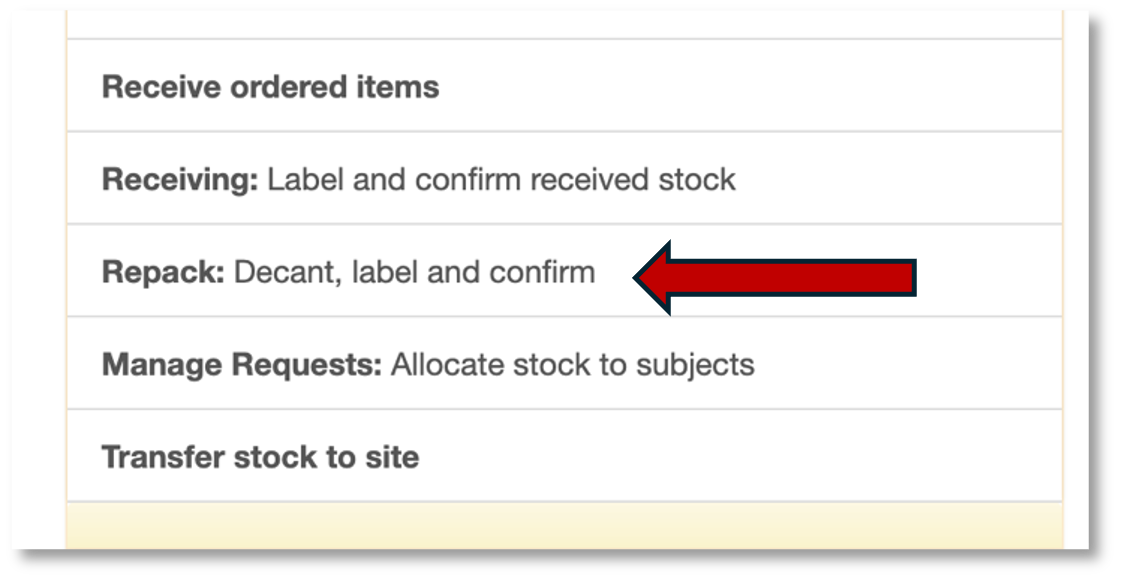 Receive ordered items
Receiving: Label and confirm received stock
Repack: Decant, label and confirm
Manage Requests: Allocate stock to subjects
Transfer stock to site